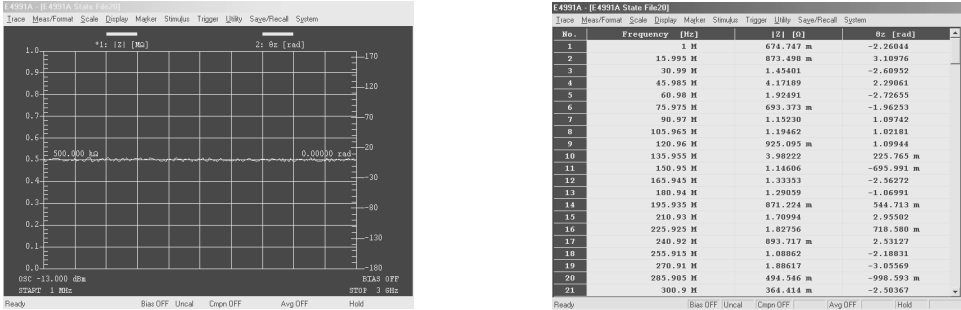 E4991A - [E4991A State File20]
Trace Meas/Format Scale Display Marker Stimulus Trigger Utility Save/Recall System
*1: |Z| [MΩ] 2: θz [rad]
1.0 170
0.9
120
0.8
0.7 70
0.6
20
500.000 kΩ 0.00000 rad
0.5
-30
0.4
0.3 -80
0.2
-130
0.1
0.0 -180
OSC -13.000 dBm BIAS OFF
START 1 MHz STOP 3 GHz
Ready Bias OFF Uncal Cmpn OFF Avg OFF Hold
E4991A - [E4991A State File20]
Trace Meas/Format Scale Display Marker Stimulus Trigger Utility Save/Recall System
No. Frequency [Hz] |Z| [Ω] θz [rad]
1 1 M 674.747 m -2.26044
2 15.995 M 873.498 m 3.10976
3 30.99 M 1.45401 -2.60952
4 45.985 M 4.17189 2.29061
5 60.98 M 1.92491 -2.72655
6 75.975 M 693.373 m -1.96253
7 90.97 M 1.15230 1.09742
8 105.965 M 1.19462 1.02181
9 120.96 M 925.095 m 1.09944
10 135.955 M 3.98222 225.765 m
11 150.95 M 1.14606 -695.991 m
12 165.945 M 1.33353 -2.56272
13 180.94 M 1.29059 -1.06991
14 195.935 M 871.224 m 544.713 m
15 210.93 M 1.70994 2.95502
16 225.925 M 1.82756 718.580 m
17 240.92 M 893.717 m 2.53127
18 255.915 M 1.08862 -2.18831
19 270.91 M 1.88617 -3.05569
20 285.905 M 494.546 m -998.593 m
21 300.9 M 364.414 m -2.50367
Ready Bias OFF Uncal Cmpn OFF Avg OFF Hold